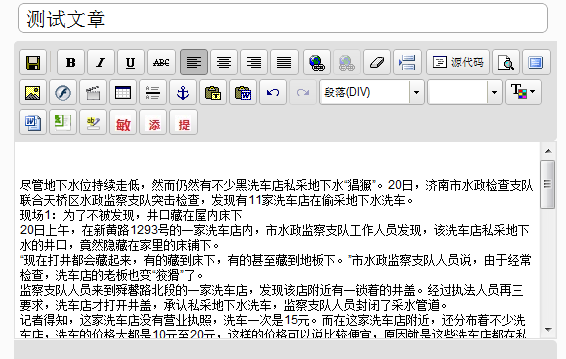 测试文章
B I U ABC
源代码
段落(DIV)
T
W
敏 添 提
尽管地下水位持续走低，然而仍然有不少黑洗车店私采地下水“猖獗”。20日，济南市水政检查支队
联合天桥区水政监察支队突击检查，发现有11家洗车店在偷采地下水洗车。
现场1：为了不被发现，井口藏在屋内床下
20日上午，在新黄路1293号的一家洗车店内，市水政监察支队工作人员发现，该洗车店私采地下
水的井口，竟然隐藏在家里的床铺下。
“现在打井都会藏起来，有的藏到床下，有的甚至藏到地板下。”市水政监察支队人员说，由于经常
检查，洗车店的老板也变“狡猾”了。
监察支队人员来到舜馨路北段的一家洗车店，发现该店附近有一锁着的井盖。经过执法人员再三
要求，洗车店才打开井盖，承认私采地下水洗车，监察支队人员封闭了采水管道。
记者得知，这家洗车店没有营业执照，洗车一次是15元。而在这家洗车店附近，还分布着不少洗
车店，洗车的价格大都是10元至20元，这样的价格可以说比较便宜，原因就是这些洗车店都在私